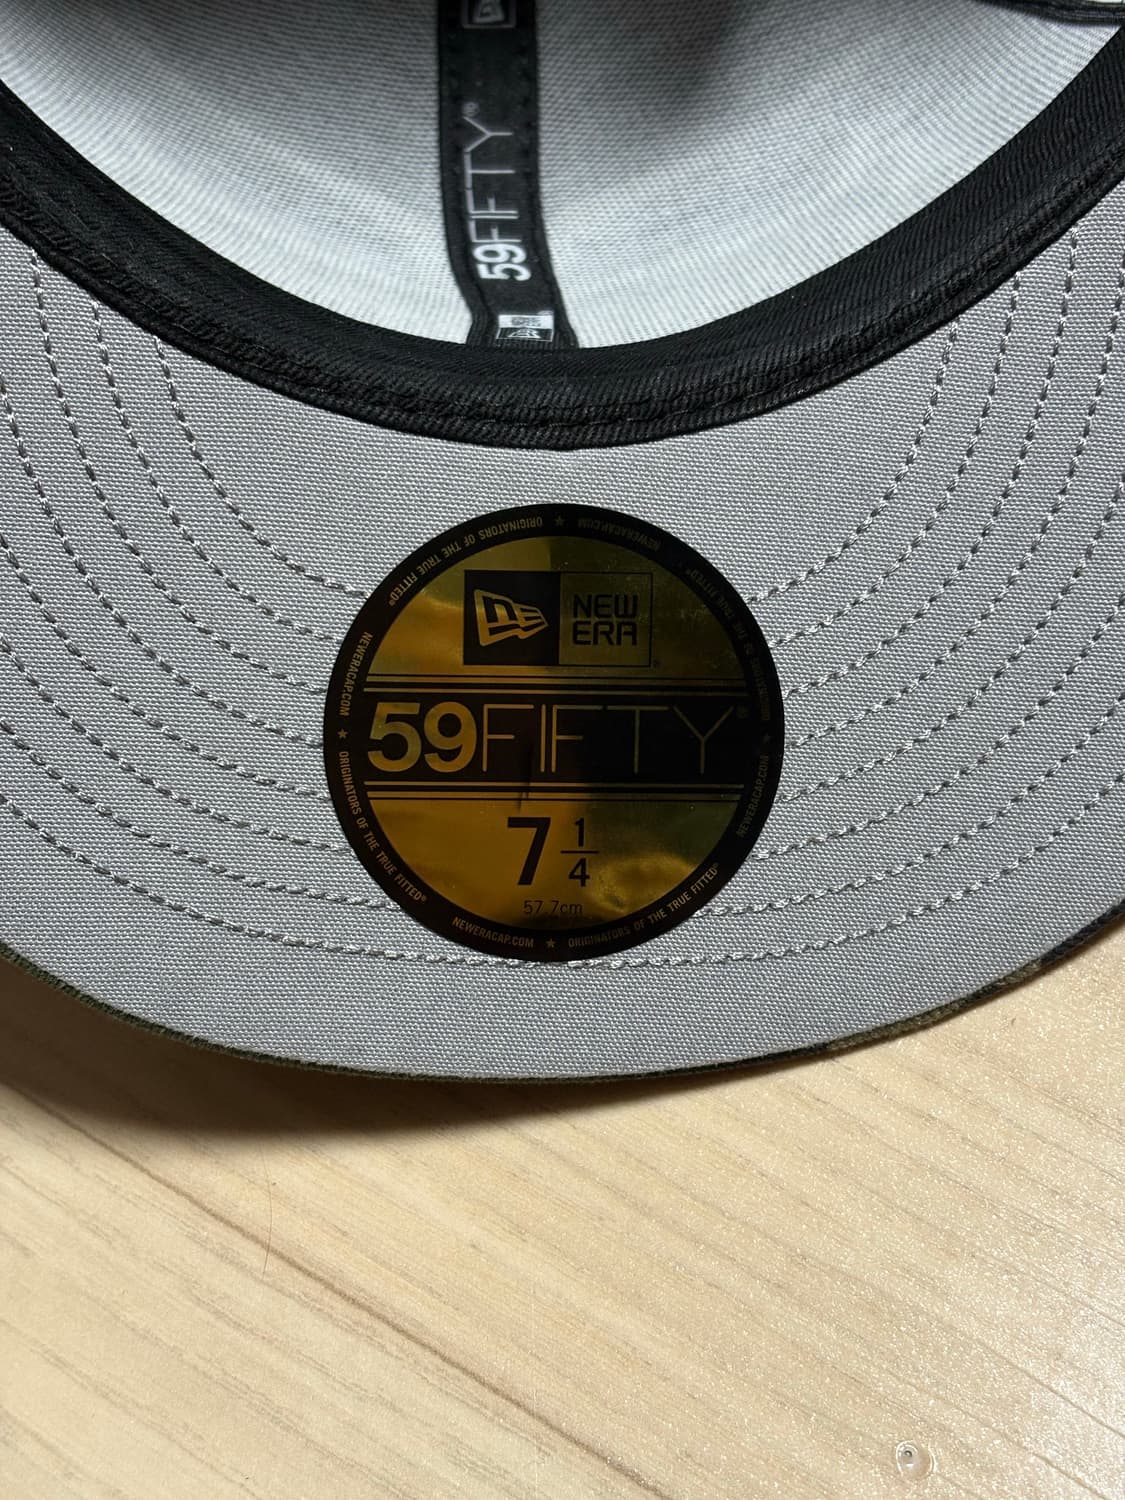 59FIFTY®
NEW
ERA
59FIFTY®
7 1/4
57.7cm
ORIGINATORS OF THE TRUE FITTED®
★ NEWERACAP.COM
ORIGINATORS OF THE TRUE FITTED®
NEWERACAP.COM ★
ORIGINATORS OF THE TRUE FITTED®
NEWERACAP.COM ★
ORIGINATORS OF THE TRUE FITTED®
NEWERACAP.COM ★